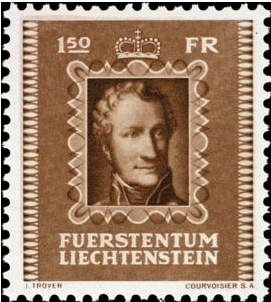 1.50 FR
FUERSTENTUM
LIECHTENSTEIN
J. TROYER COURVOISIER S.A.